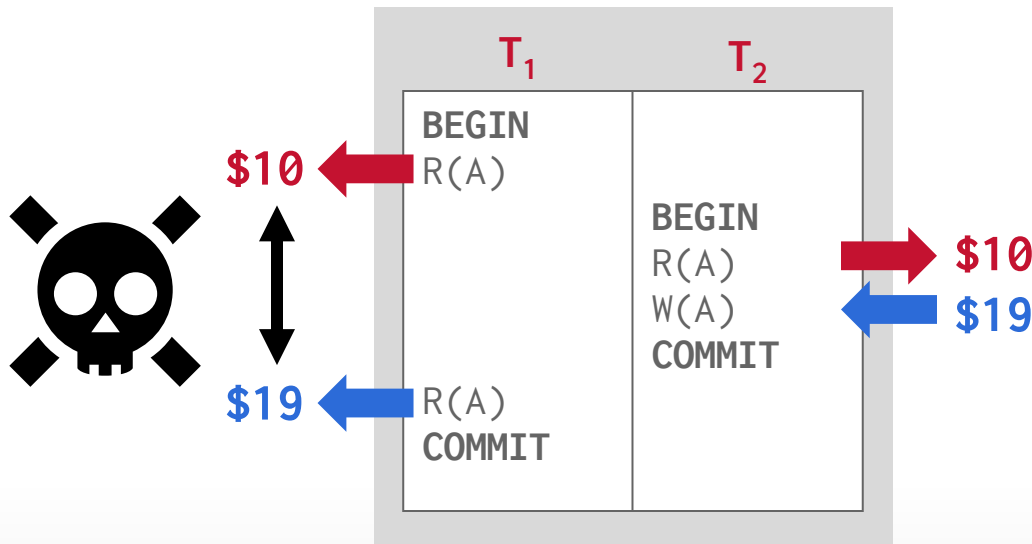 T1 T2
BEGIN
$10 R(A)
BEGIN
R(A) $10
W(A) $19
COMMIT
$19 R(A)
COMMIT